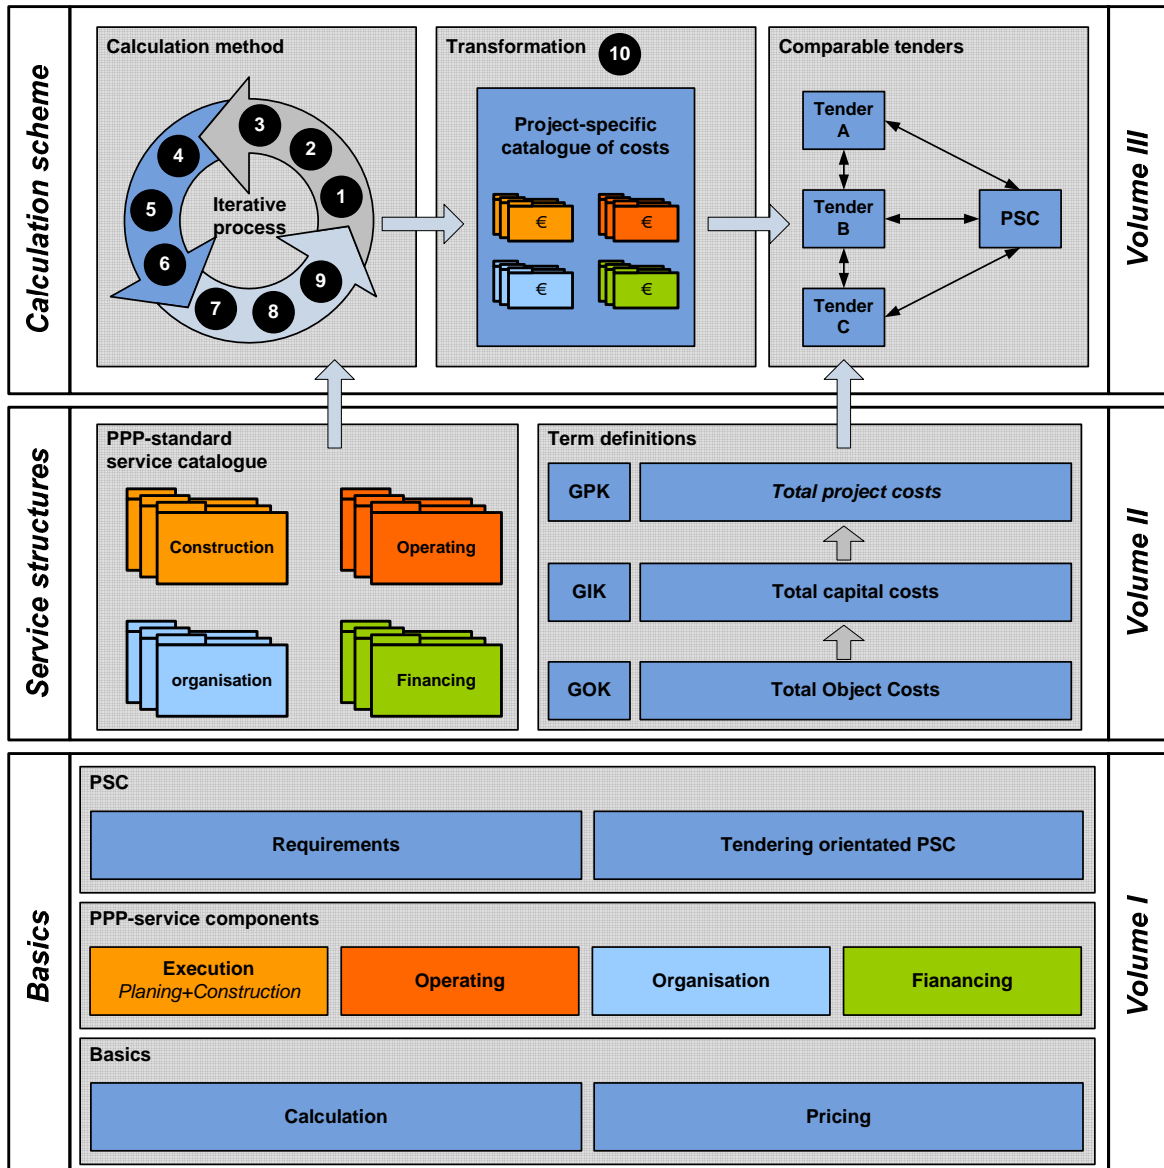 Calculation scheme
Calculation method
3
2
1
4
5
6
7
8
9
Iterative
process
Transformation
10
Project-specific
catalogue of costs
€
€
€
€
Comparable tenders
Tender
A
Tender
B
Tender
C
PSC
Volume III
Service structures
PPP-standard
service catalogue
Construction
Operating
organisation
Financing
Term definitions
GPK
Total project costs
GIK
Total capital costs
GOK
Total Object Costs
Volume II
Basics
PSC
Requirements
Tendering orientated PSC
PPP-service components
Execution
Planing+Construction
Operating
Organisation
Fianancing
Basics
Calculation
Pricing
Volume I